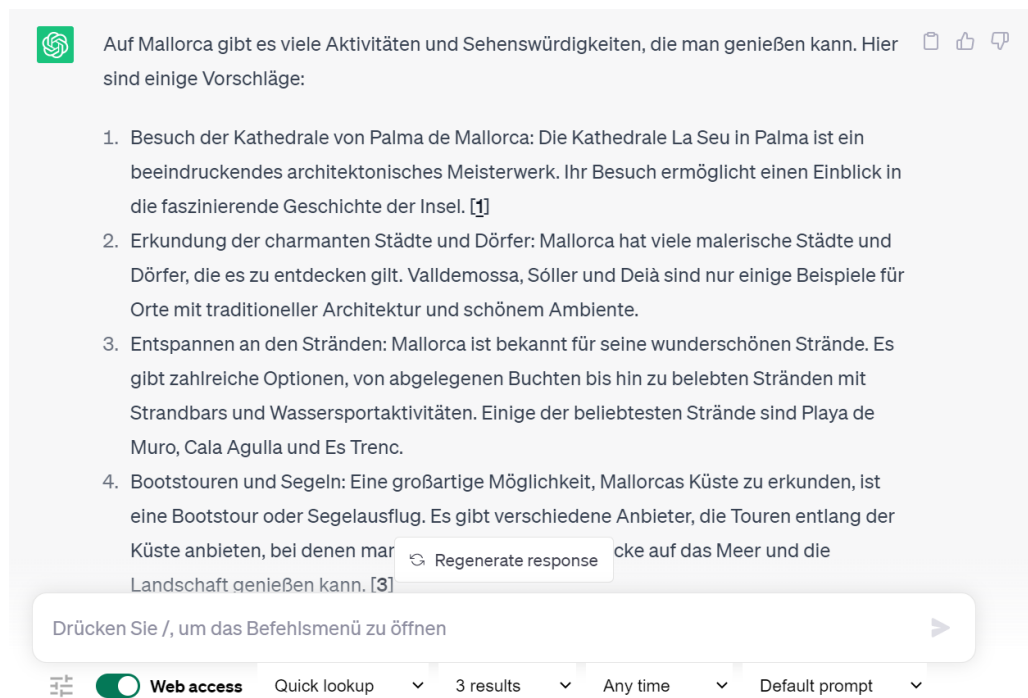 Auf Mallorca gibt es viele Aktivitäten und Sehenswürdigkeiten, die man genießen kann. Hier
sind einige Vorschläge:
1. Besuch der Kathedrale von Palma de Mallorca: Die Kathedrale La Seu in Palma ist ein
beeindruckendes architektonisches Meisterwerk. Ihr Besuch ermöglicht einen Einblick in
die faszinierende Geschichte der Insel. [1]
2. Erkundung der charmanten Städte und Dörfer: Mallorca hat viele malerische Städte und
Dörfer, die es zu entdecken gilt. Valldemossa, Sóller und Deià sind nur einige Beispiele für
Orte mit traditioneller Architektur und schönem Ambiente.
3. Entspannen an den Stränden: Mallorca ist bekannt für seine wunderschönen Strände. Es
gibt zahlreiche Optionen, von abgelegenen Buchten bis hin zu belebten Stränden mit
Strandbars und Wassersportaktivitäten. Einige der beliebtesten Strände sind Playa de
Muro, Cala Agulla und Es Trenc.
4. Bootstouren und Segeln: Eine großartige Möglichkeit, Mallorcas Küste zu erkunden, ist
eine Bootstour oder Segelausflug. Es gibt verschiedene Anbieter, die Touren entlang der
Küste anbieten, bei denen auf das Meer und die
Regenerate response
Landschaft genießen kann. [3]
Drücken Sie /, um das Befehlsmenü zu öffnen
Web access Quick lookup 3 results Any time Default prompt